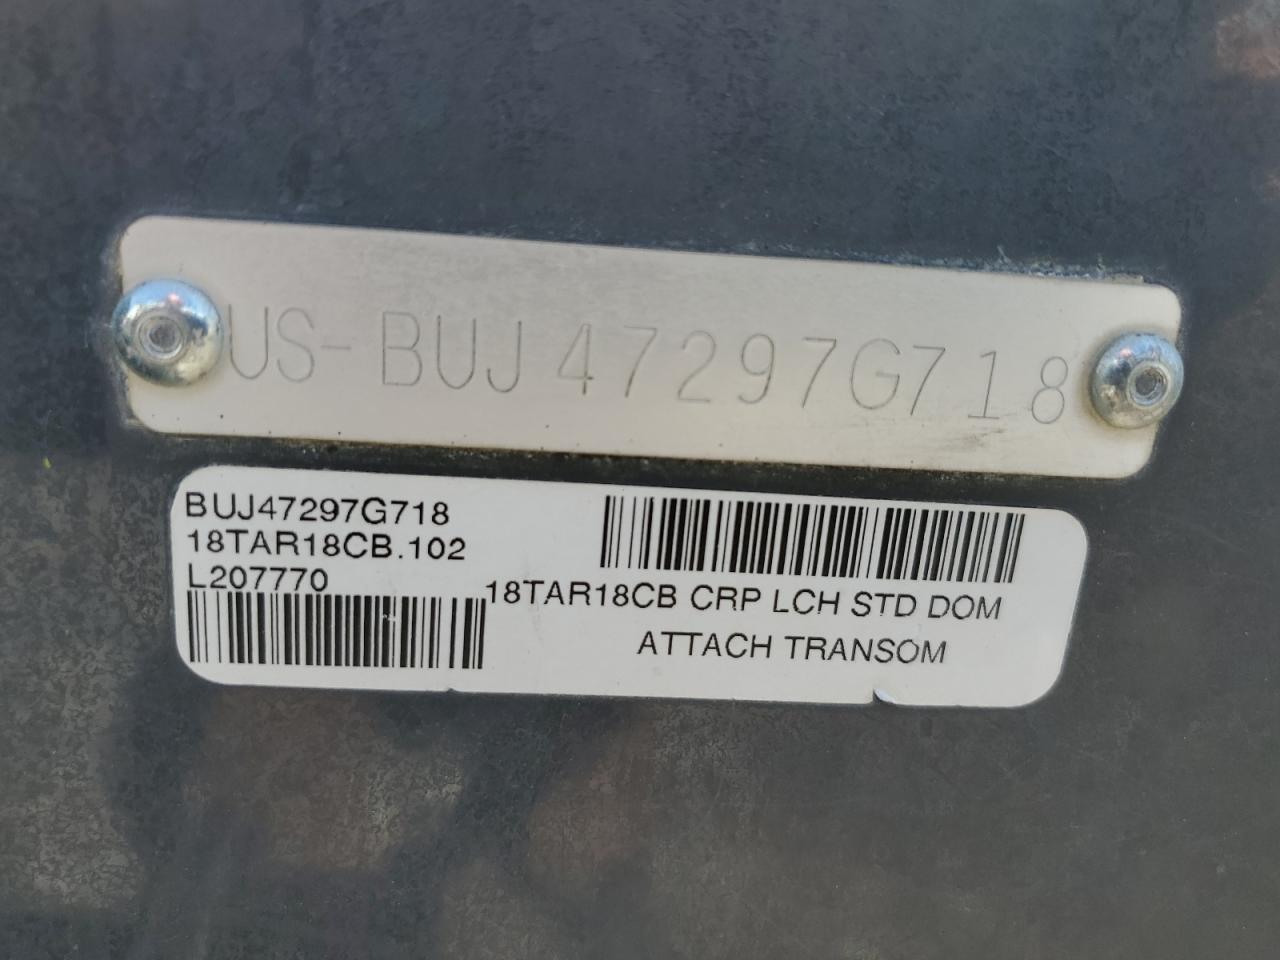 US-BUJ47297G718
BUJ47297G718
18TAR18CB.102
L207770
18TAR18CB CRP LCH STD DOM
ATTACH TRANSOM